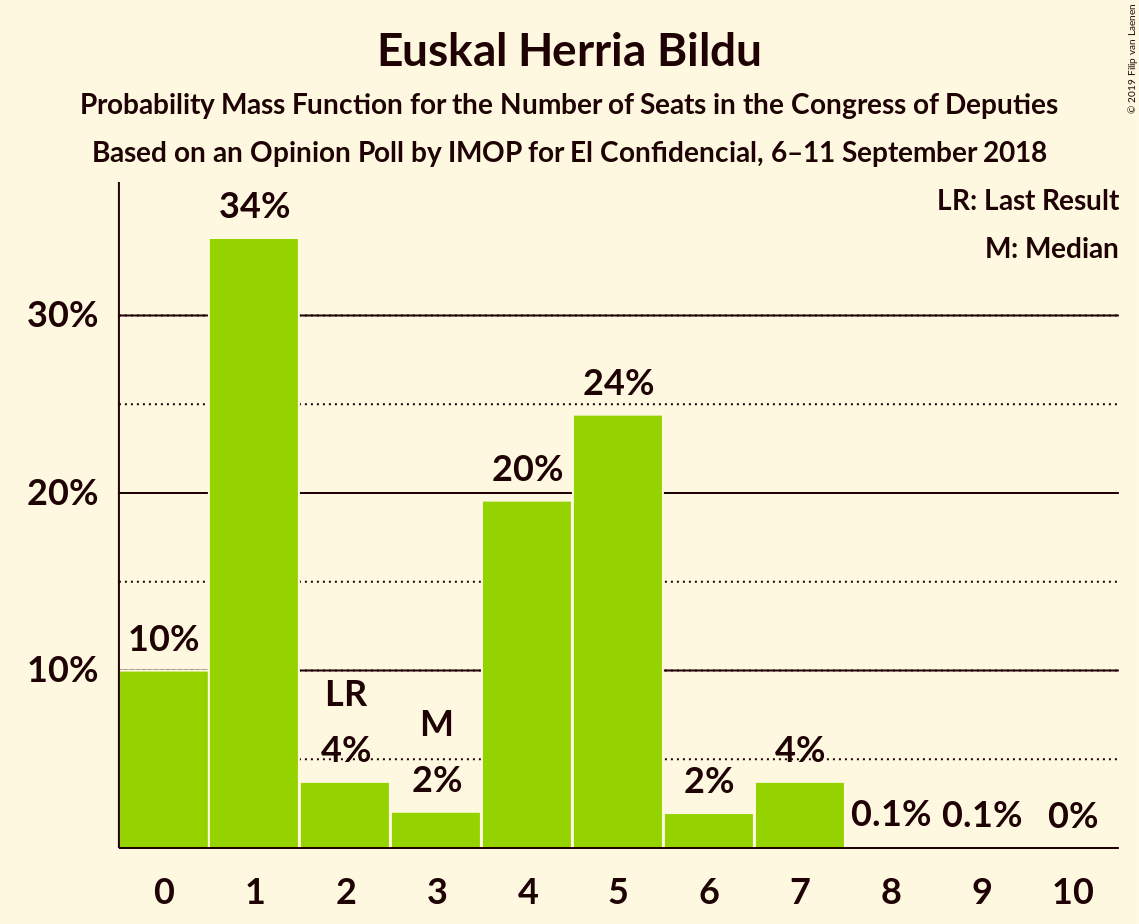 Euskal Herria Bildu
Probability Mass Function for the Number of Seats in the Congress of Deputies
Based on an Opinion Poll by IMOP for El Confidencial, 6–11 September 2018
© 2019 Filip van Laenen
LR: Last Result
M: Median
30%
20%
10%
10%
34%
LR
4%
M
2%
20%
24%
2%
4%
0.1%
0.1%
0%
0 1 2 3 4 5 6 7 8 9 10